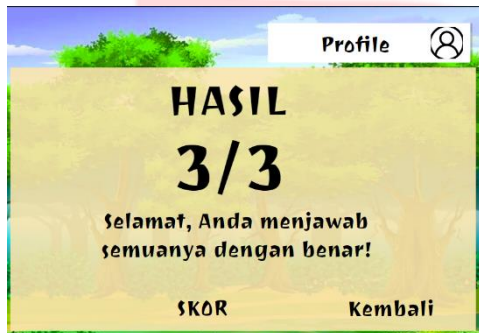 Profile
HASIL
3/3
Selamat, Anda menjawab
semuanya dengan benar!
SKOR
Kembali